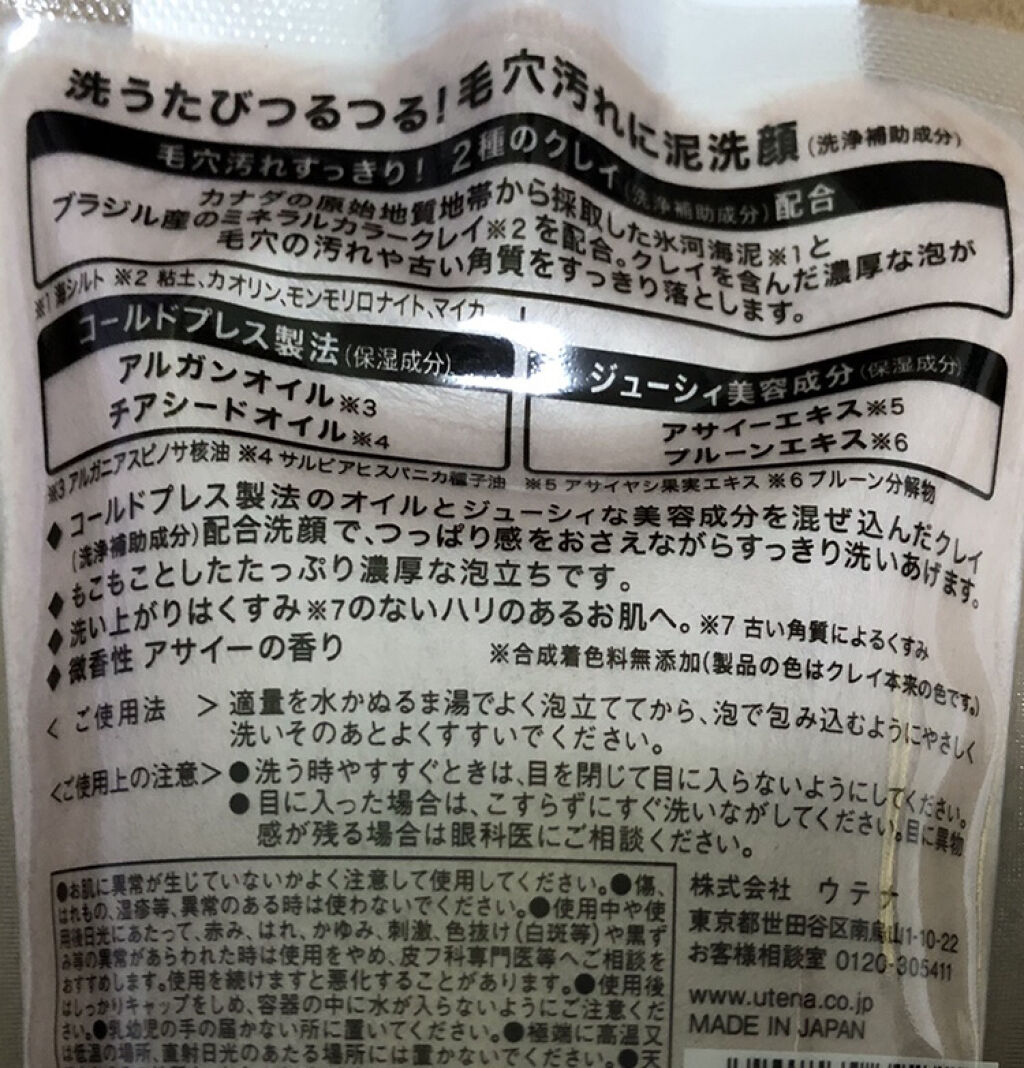 洗うたびつるつる!毛穴汚れに泥洗顔(洗浄補助成分)
毛穴汚れすっきり! 2種のクレイ(洗浄補助成分)配合
カナダの原始地質地帯から採取した氷河海泥※1と
ブラジル産のミネラルカラークレイ※2を配合。クレイを含んだ濃厚な泡が
毛穴の汚れや古い角質をすっきり落とします。
※1 海シルト ※2 粘土、カオリン、モンモリロナイト、マイカ
コールドプレス製法(保湿成分)
アルガンオイル※3
チアシードオイル※4
※3 アルガニアスピノサ核油 ※4 サルビアヒスパニカ種子油
ジューシィ美容成分(保湿成分)
アサイーエキス※5
プルーンエキス※6
※5 アサイヤシ果実エキス ※6 プルーン分解物
◆コールドプレス製法のオイルとジューシィな美容成分を混ぜ込んだクレイ
(洗浄補助成分)配合洗顔で、つっぱり感をおさえながらすっきり洗いあげます。
◆もこもことしたたっぷり濃厚な泡立ちです。
◆洗い上がりはくすみ※7のないハリのあるお肌へ。※7 古い角質によるくすみ
◆微香性 アサイーの香り ※合成着色料無添加(製品の色はクレイ本来の色です。)
<ご使用法>適量を水かぬるま湯でよく泡立ててから、泡で包み込むようにやさしく
洗いそのあとよくすすいでください。
<ご使用上の注意>●洗う時やすすぐときは、目を閉じて目に入らないようにしてください。
●目に入った場合は、こすらずにすぐ洗いながしてください。目に異物
感が残る場合は眼科医にご相談ください。
●お肌に異常が生じていないかよく注意して使用してください。●傷、
はれもの、湿疹等、異常のある時は使わないでください。●使用中や使
用後日光にあたって、赤み、はれ、かゆみ、刺激、色抜け(白斑等)や黒ず
み等の異常があらわれた時は使用をやめ、皮フ科専門医等へご相談を
おすすめします。使用を続けますと悪化することがあります。●使用後
はしっかりキャップをしめ、容器の中に水が入らないようにご注意くだ
さい。●乳幼児の手の届かない所に置いてください。●極端に高温又
は低温の場所、直射日光のあたる場所には置かないでください。●天
株式会社 ウテナ
東京都世田谷区南烏山1-10-22
お客様相談室 0120-305411
www.utena.co.jp
MADE IN JAPAN